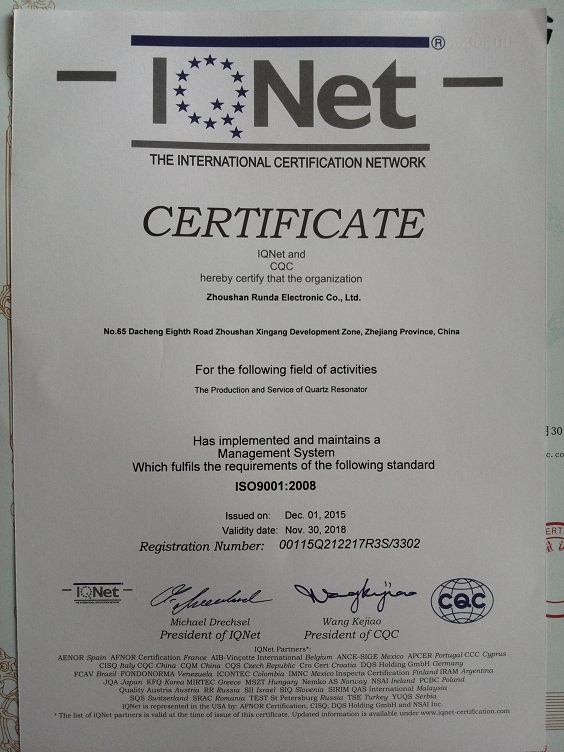 IQNet®
THE INTERNATIONAL CERTIFICATION NETWORK
CERTIFICATE
IQNet and
CQC
hereby certify that the organization
Zhoushan Runda Electronic Co., Ltd.
No.65 Dacheng Eighth Road Zhoushan Xingang Development Zone, Zhejiang Province, China
For the following field of activities
The Production and Service of Quartz Resonator
Has implemented and maintains a
Management System
Which fulfils the requirements of the following standard
ISO9001:2008
Issued on: Dec. 01, 2015
Validity date: Nov. 30, 2018
Registration Number: 00115Q212217R3S/3302
IQNet
THE INTERNATIONAL CERTIFICATION NETWORK
CQC
Michael Drechsel
President of IQNet
Wang Kejiao
President of CQC
IQNet Partners*:
AENOR Spain AFNOR Certification France AIB-Vinçotte International Belgium ANCE-SIGE Mexico APCER Portugal CCC Cyprus
CISQ Italy CQC China CQM China CQS Czech Republic Cro Cert Croatia DQS Holding GmbH Germany
FCAV Brazil FONDONORMA Venezuela ICONTEC Colombia IMNC Mexico Inspecta Certification Finland IRAM Argentina
JQA Japan KFQ Korea MIRTEC Greece MSZT Hungary Nemko AS Norway NSAI Ireland PCBC Poland
Quality Austria Austria RR Russia SII Israel SIQ Slovenia SIRIM QAS International Malaysia
SQS Switzerland SRAC Romania TEST St Petersburg Russia TSE Turkey YUQS Serbia
IQNet is represented in the USA by: AFNOR Certification, CISQ, DQS Holding GmbH and NSAI Inc.
* The list of IQNet partners is valid at the time of issue of this certificate. Updated information is available under www.iqnet-certification.com